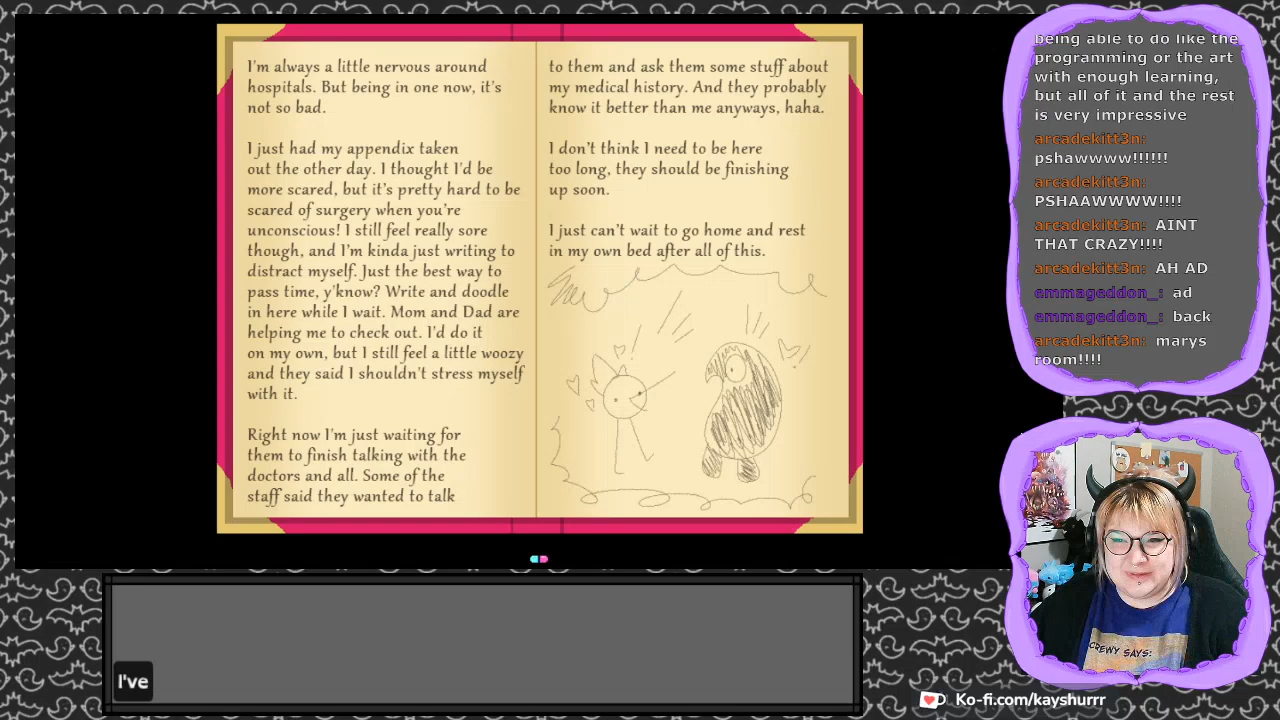 I'm always a little nervous around
hospitals. But being in one now, it's
not so bad.
I just had my appendix taken
out the other day. I thought I'd be
more scared, but it's pretty hard to be
scared of surgery when you're
unconscious! I still feel really sore
though, and I'm kinda just writing to
distract myself. Just the best way to
pass time, y'know? Write and doodle
in here while I wait. Mom and Dad are
helping me to check out. I'd do it
on my own, but I still feel a little woozy
and they said I shouldn't stress myself
with it.
Right now I'm just waiting for
them to finish talking with the
doctors and all. Some of the
staff said they wanted to talk
to them and ask them some stuff about
my medical history. And they probably
know it better than me anyways, haha.
I don't think I need to be here
too long, they should be finishing
up soon.
I just can't wait to go home and rest
in my own bed after all of this.
being able to do like the
programming or the art
with enough learning,
but all of it and the rest
is very impressive
arcadekitt3n:
pshawwww!!!!!!
arcadekitt3n:
PSHAAWWWW!!!!
arcadekitt3n: AINT
THAT CRAZY!!!!
arcadekitt3n: AH AD
emmageddon_: ad
emmageddon_: back
arcadekitt3n: marys
room!!!!
CREWY SAYS:
I've
Ko-fi.com/kayshurrr